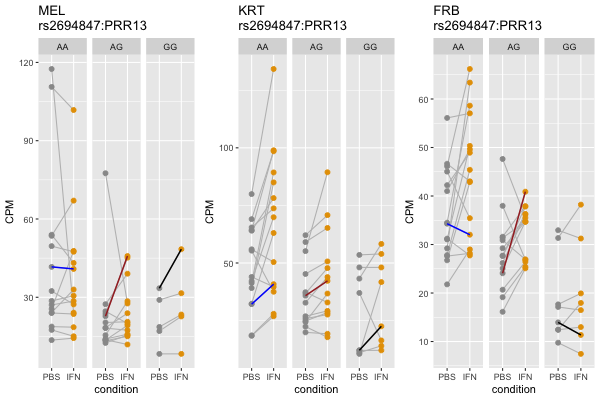 MEL
rs2694847:PRR13
AA AG GG
CPM
120
90
60
30
PBS IFN PBS IFN PBS IFN
condition
KRT
rs2694847:PRR13
AA AG GG
CPM
100
50
PBS IFN PBS IFN PBS IFN
condition
FRB
rs2694847:PRR13
AA AG GG
CPM
60
50
40
30
20
10
PBS IFN PBS IFN PBS IFN
condition